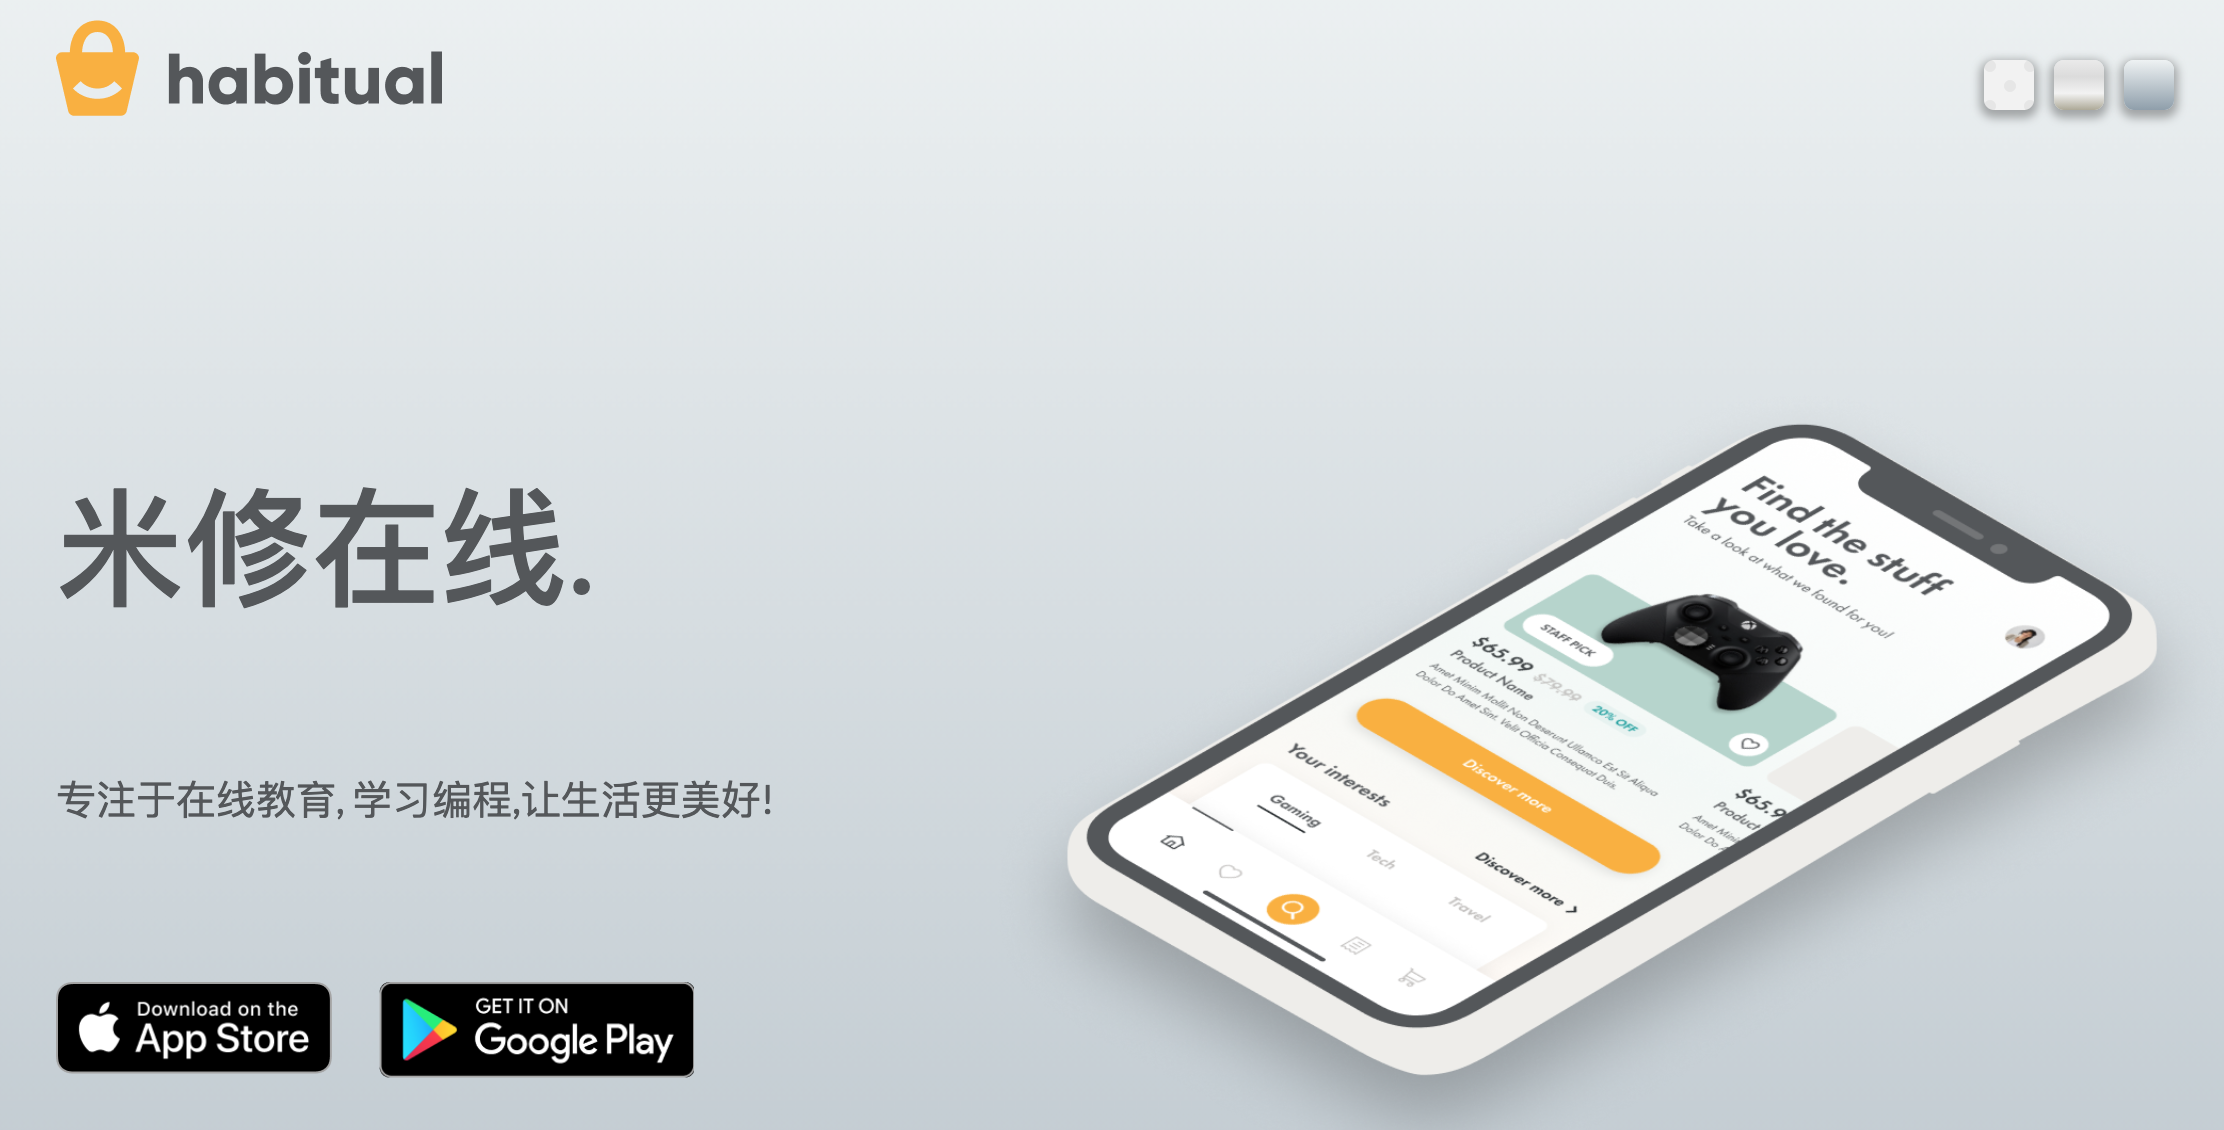 habitual
米修在线.
专注于在线教育, 学习编程,让生活更美好!
Download on the
App Store
GET IT ON
Google Play
Find the stuff
you love.
Take a look at what we found for you!
STAFF PICK
$65.99 $79.99 20% OFF
Product Name
Amet Minim Mollit Non Deserunt Ullamco Est Sit Aliqua
Dolor Do Amet Sint. Velit Officia Consequat Duis.
$65.9
Product
Amet Mini
Dolor Do A
Discover more
Your interests
Discover more
Gaming
Tech
Travel